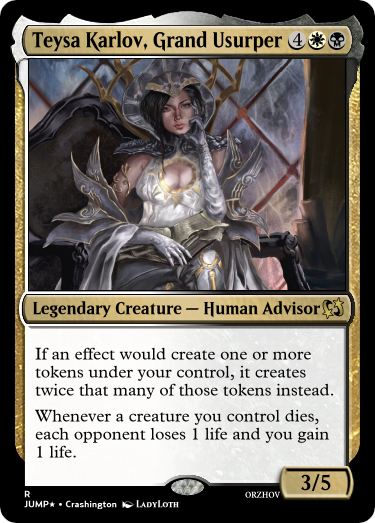 Teysa Karlov, Grand Usurper 4
Legendary Creature — Human Advisor
If an effect would create one or more
tokens under your control, it creates
twice that many of those tokens instead.
Whenever a creature you control dies,
each opponent loses 1 life and you gain
1 life.
3/5
R
ORZHOV
JUMP★ • Crashington LadyLoth